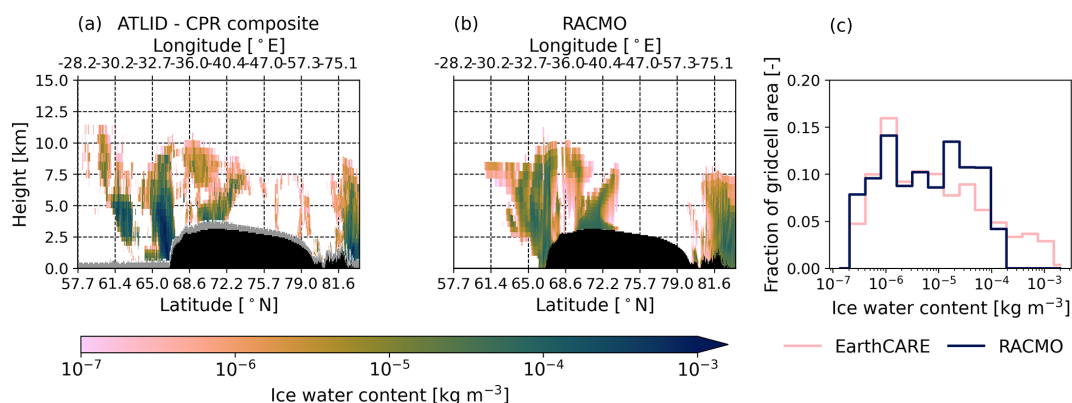 (a) ATLID - CPR composite
Longitude [°E]
-28.2-30.2-32.7-36.0-40.4-47.0-57.3-75.1
15.0
12.5
10.0
7.5
5.0
2.5
0.0
Height [km]
57.7 61.4 65.0 68.6 72.2 75.7 79.0 81.6
Latitude [°N]
(b) RACMO
Longitude [°E]
-28.2-30.2-32.7-36.0-40.4-47.0-57.3-75.1
57.7 61.4 65.0 68.6 72.2 75.7 79.0 81.6
Latitude [°N]
(c)
0.20
0.15
0.10
0.05
0.00
Fraction of gridcell area [-]
10⁻⁷ 10⁻⁶ 10⁻⁵ 10⁻⁴ 10⁻³
Ice water content [kg m⁻³]
EarthCARE RACMO
10⁻⁷ 10⁻⁶ 10⁻⁵ 10⁻⁴ 10⁻³
Ice water content [kg m⁻³]